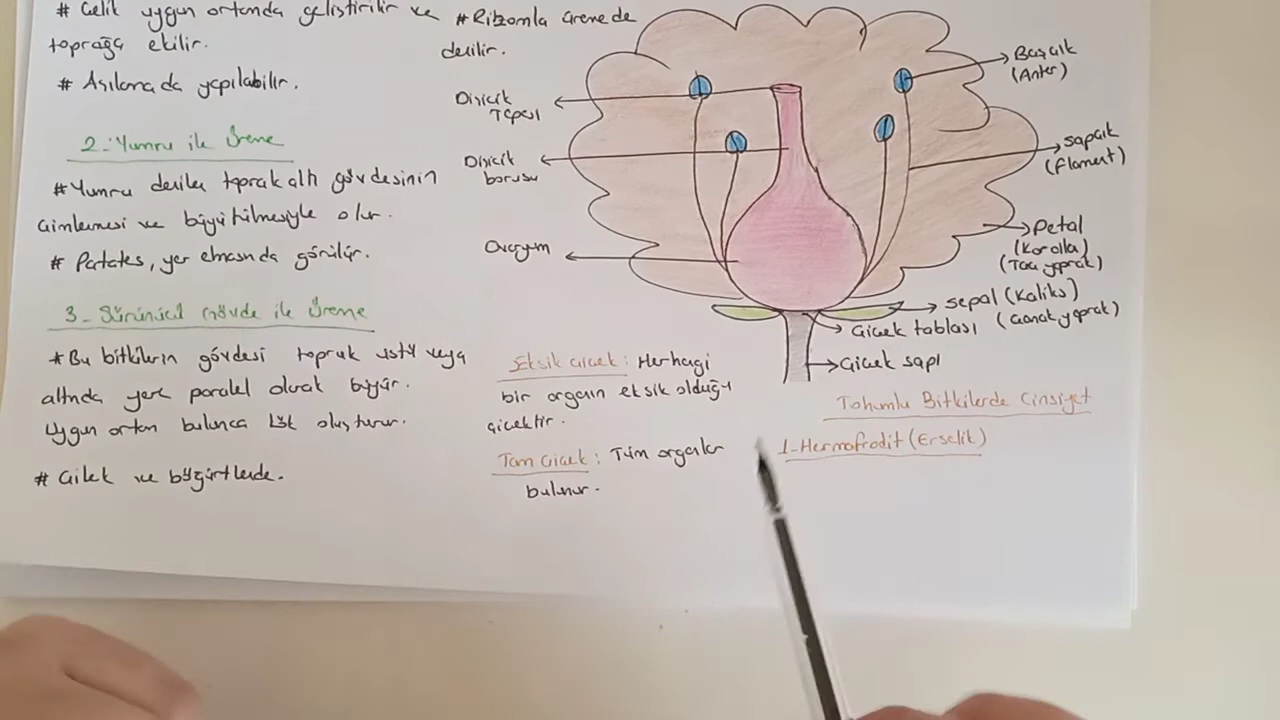 # Çelik uygun ortamda geliştirilir ve
toprağa ekilir.
# Aşılama da yapılabilir.
2-Yumru ile Üreme
#Yumru denilen toprakaltı gövdesinin
çimlenmesi ve büyütülmesiyle olur.
# Patates, yer elmasında görülür.
3- Sürünücü Gövde ile Üreme
*Bu bitkilerin gövdesi toprak üstü veya
altında yere paralel olarak büyür.
Uygun ortam bulunca kök oluşturur.
# Çilek ve böğürtlende.
#Rizomla üreme de
denilir.
Dişicik
Tepesi
Dişicik
borusu
Ovaryum
Başçık
(Anter)
sapçık
(filament)
Petal
(Korolla)
(Taç yaprak)
sepal (Kaliks)
(Çanak yaprak)
Çiçek tablası
Çiçek sapı
Eksik çiçek: Herhangi
bir organın eksik olduğu
çiçektir.
Tam Çiçek: Tüm organlar
bulunur.
Tohumlu Bitkilerde Cinsiyet
1-Hermafrodit (Erselik)